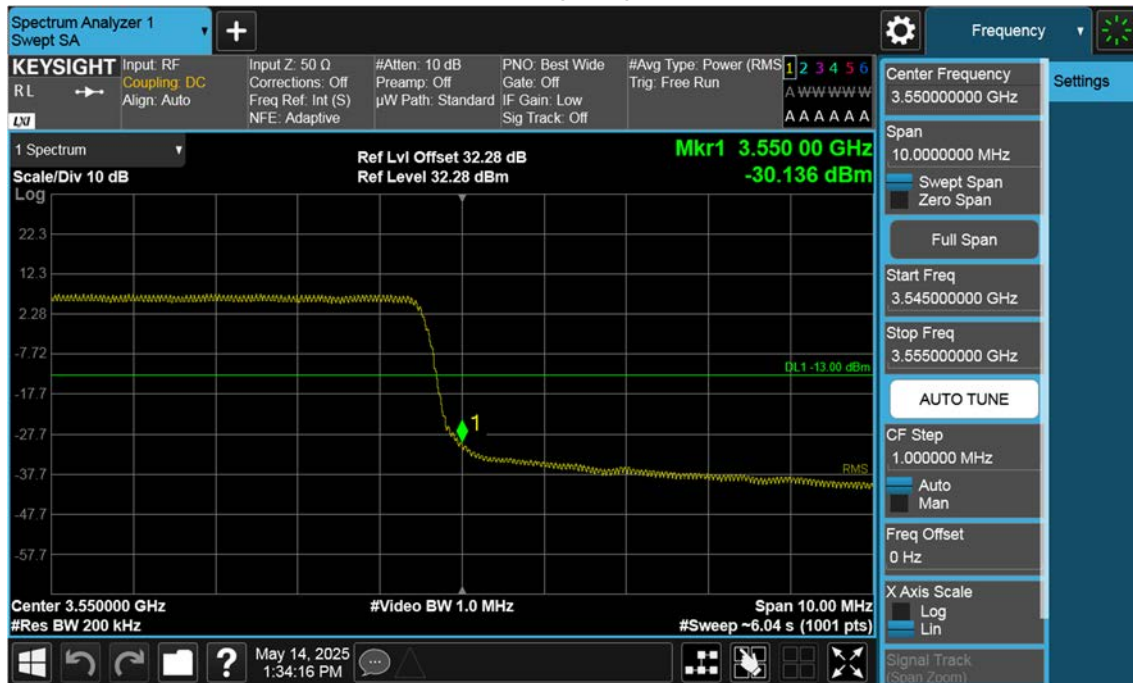 Spectrum Analyzer 1
Swept SA
+
Frequency
KEYSIGHT
RL
LXI
Input: RF
Coupling: DC
Align: Auto
Input Z: 50 Ω
Corrections: Off
Freq Ref: Int (S)
NFE: Adaptive
#Atten: 10 dB
Preamp: Off
µW Path: Standard
PNO: Best Wide
Gate: Off
IF Gain: Low
Sig Track: Off
#Avg Type: Power (RMS
Trig: Free Run
1 2 3 4 5 6
A W W W W W
A A A A A A
1 Spectrum
Scale/Div 10 dB
Log
Ref Lvl Offset 32.28 dB
Ref Level 32.28 dBm
Mkr1 3.550 00 GHz
-30.136 dBm
22.3
12.3
2.28
-7.72
DL1 -13.00 dBm
-17.7
-27.7
1
-37.7
RMS
-47.7
-57.7
Center 3.550000 GHz
#Res BW 200 kHz
#Video BW 1.0 MHz
Span 10.00 MHz
#Sweep ~6.04 s (1001 pts)
Center Frequency
3.550000000 GHz
Settings
Span
10.0000000 MHz
Swept Span
Zero Span
Full Span
Start Freq
3.545000000 GHz
Stop Freq
3.555000000 GHz
AUTO TUNE
CF Step
1.000000 MHz
Auto
Man
Freq Offset
0 Hz
X Axis Scale
Log
Lin
Signal Track
(Span Zoom)
?
May 14, 2025
1:34:16 PM